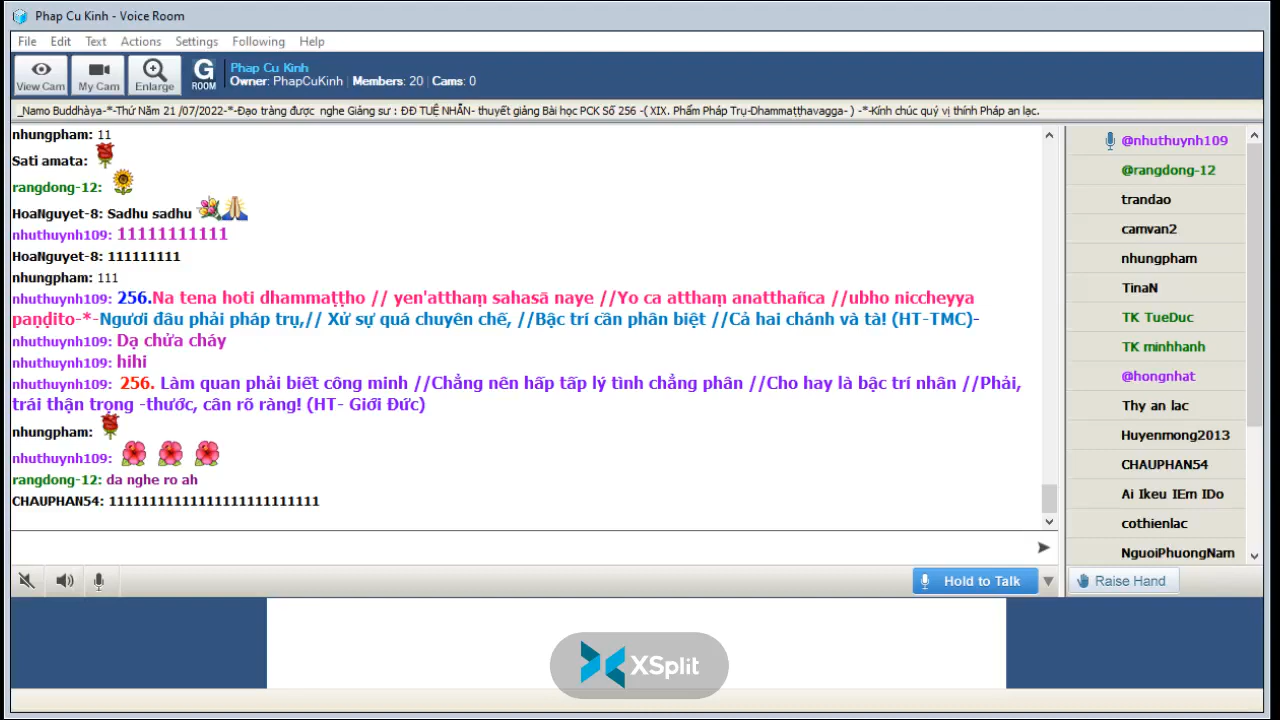 Phap Cu Kinh - Voice Room
File Edit Text Actions Settings Following Help
View Cam My Cam Enlarge G ROOM
Phap Cu Kinh
Owner: PhapCuKinh Members: 20 Cams: 0
_Namo Buddhàya-*-Thứ Năm 21 /07/2022-*-Đạo tràng được nghe Giảng sư : ĐĐ TUỆ NHẪN- thuyết giảng Bài học PCK Số 256 -( XIX. Phẩm Pháp Trụ-Dhammaṭṭhavagga- ) -*-Kính chúc quý vị thính Pháp an lạc.
nhungpham: 11
Sati amata:
rangdong-12:
HoaNguyet-8: Sadhu sadhu
nhuthuynh109: 11111111111
HoaNguyet-8: 111111111
nhungpham: 111
nhuthuynh109: 256.Na tena hoti dhammaṭṭho // yen'atthaṃ sahasā naye //Yo ca atthaṃ anatthañca //ubho niccheyya
paṇḍito-*-Ngươi đâu phải pháp trụ,// Xử sự quá chuyên chế, //Bậc trí cần phân biệt //Cả hai chánh và tà! (HT-TMC)-
nhuthuynh109: Dạ chửa cháy
nhuthuynh109: hihi
nhuthuynh109: 256. Làm quan phải biết công minh //Chẳng nên hấp tấp lý tình chẳng phân //Cho hay là bậc trí nhân //Phải,
trái thận trọng -thước, cân rõ ràng! (HT- Giới Đức)
nhungpham:
nhuthuynh109:
rangdong-12: da nghe ro ah
CHAUPHAN54: 11111111111111111111111111
Hold to Talk
@nhuthuynh109
@rangdong-12
trandao
camvan2
nhungpham
TinaN
TK TueDuc
TK minhhanh
@hongnhat
Thy an lac
Huyenmong2013
CHAUPHAN54
Ai Ikeu IEm IDo
cothienlac
NguoiPhuongNam
Raise Hand
XSplit